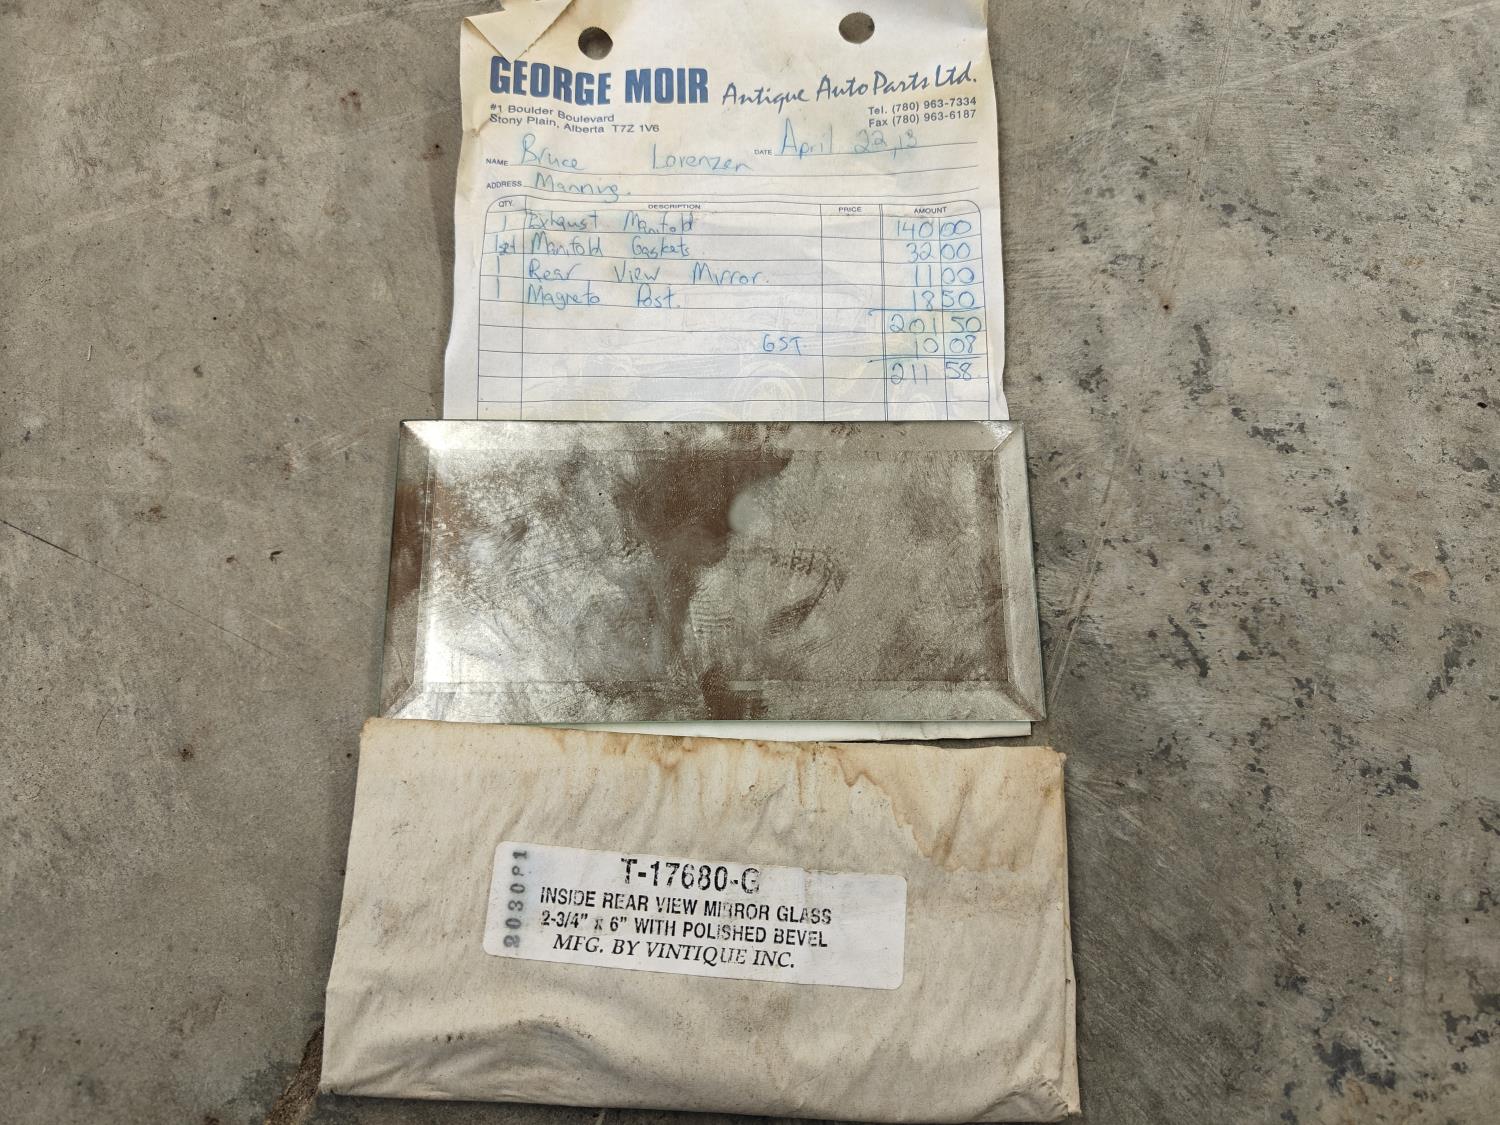 GEORGE MOIR Antique Auto Parts Ltd.
#1 Boulder Boulevard
Stony Plain, Alberta T7Z 1V6
Tel. (780) 963-7334
Fax (780) 963-6187
NAME Bruce Lorenzen DATE April 22, 13
ADDRESS Manning.
QTY. DESCRIPTION PRICE AMOUNT
1 Exhaust Manifold 140 00
1 set Manifold Gaskets 32 00
1 Rear View Mirror. 11 00
1 Magneto Post. 18 50
201 50
GST 10 08
211 58
2030P1
T-17680-G
INSIDE REAR VIEW MIRROR GLASS
2-3/4" x 6" WITH POLISHED BEVEL
MFG. BY VINTIQUE INC.